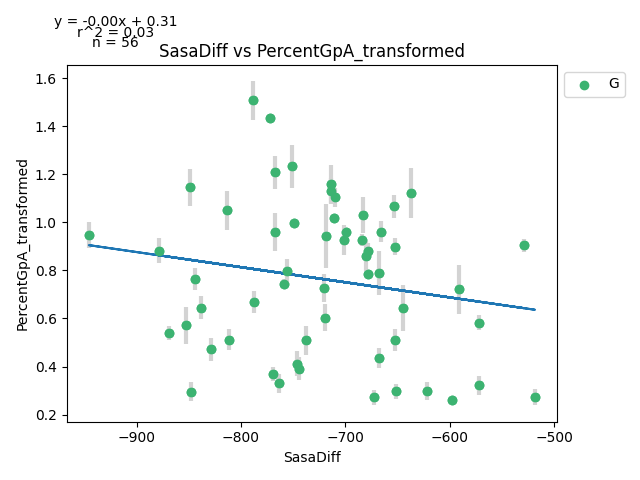 y = -0.00x + 0.31
r^2 = 0.03
n = 56
SasaDiff vs PercentGpA_transformed
G
PercentGpA_transformed
1.6
1.4
1.2
1.0
0.8
0.6
0.4
0.2
−900
−800
−700
−600
−500
SasaDiff